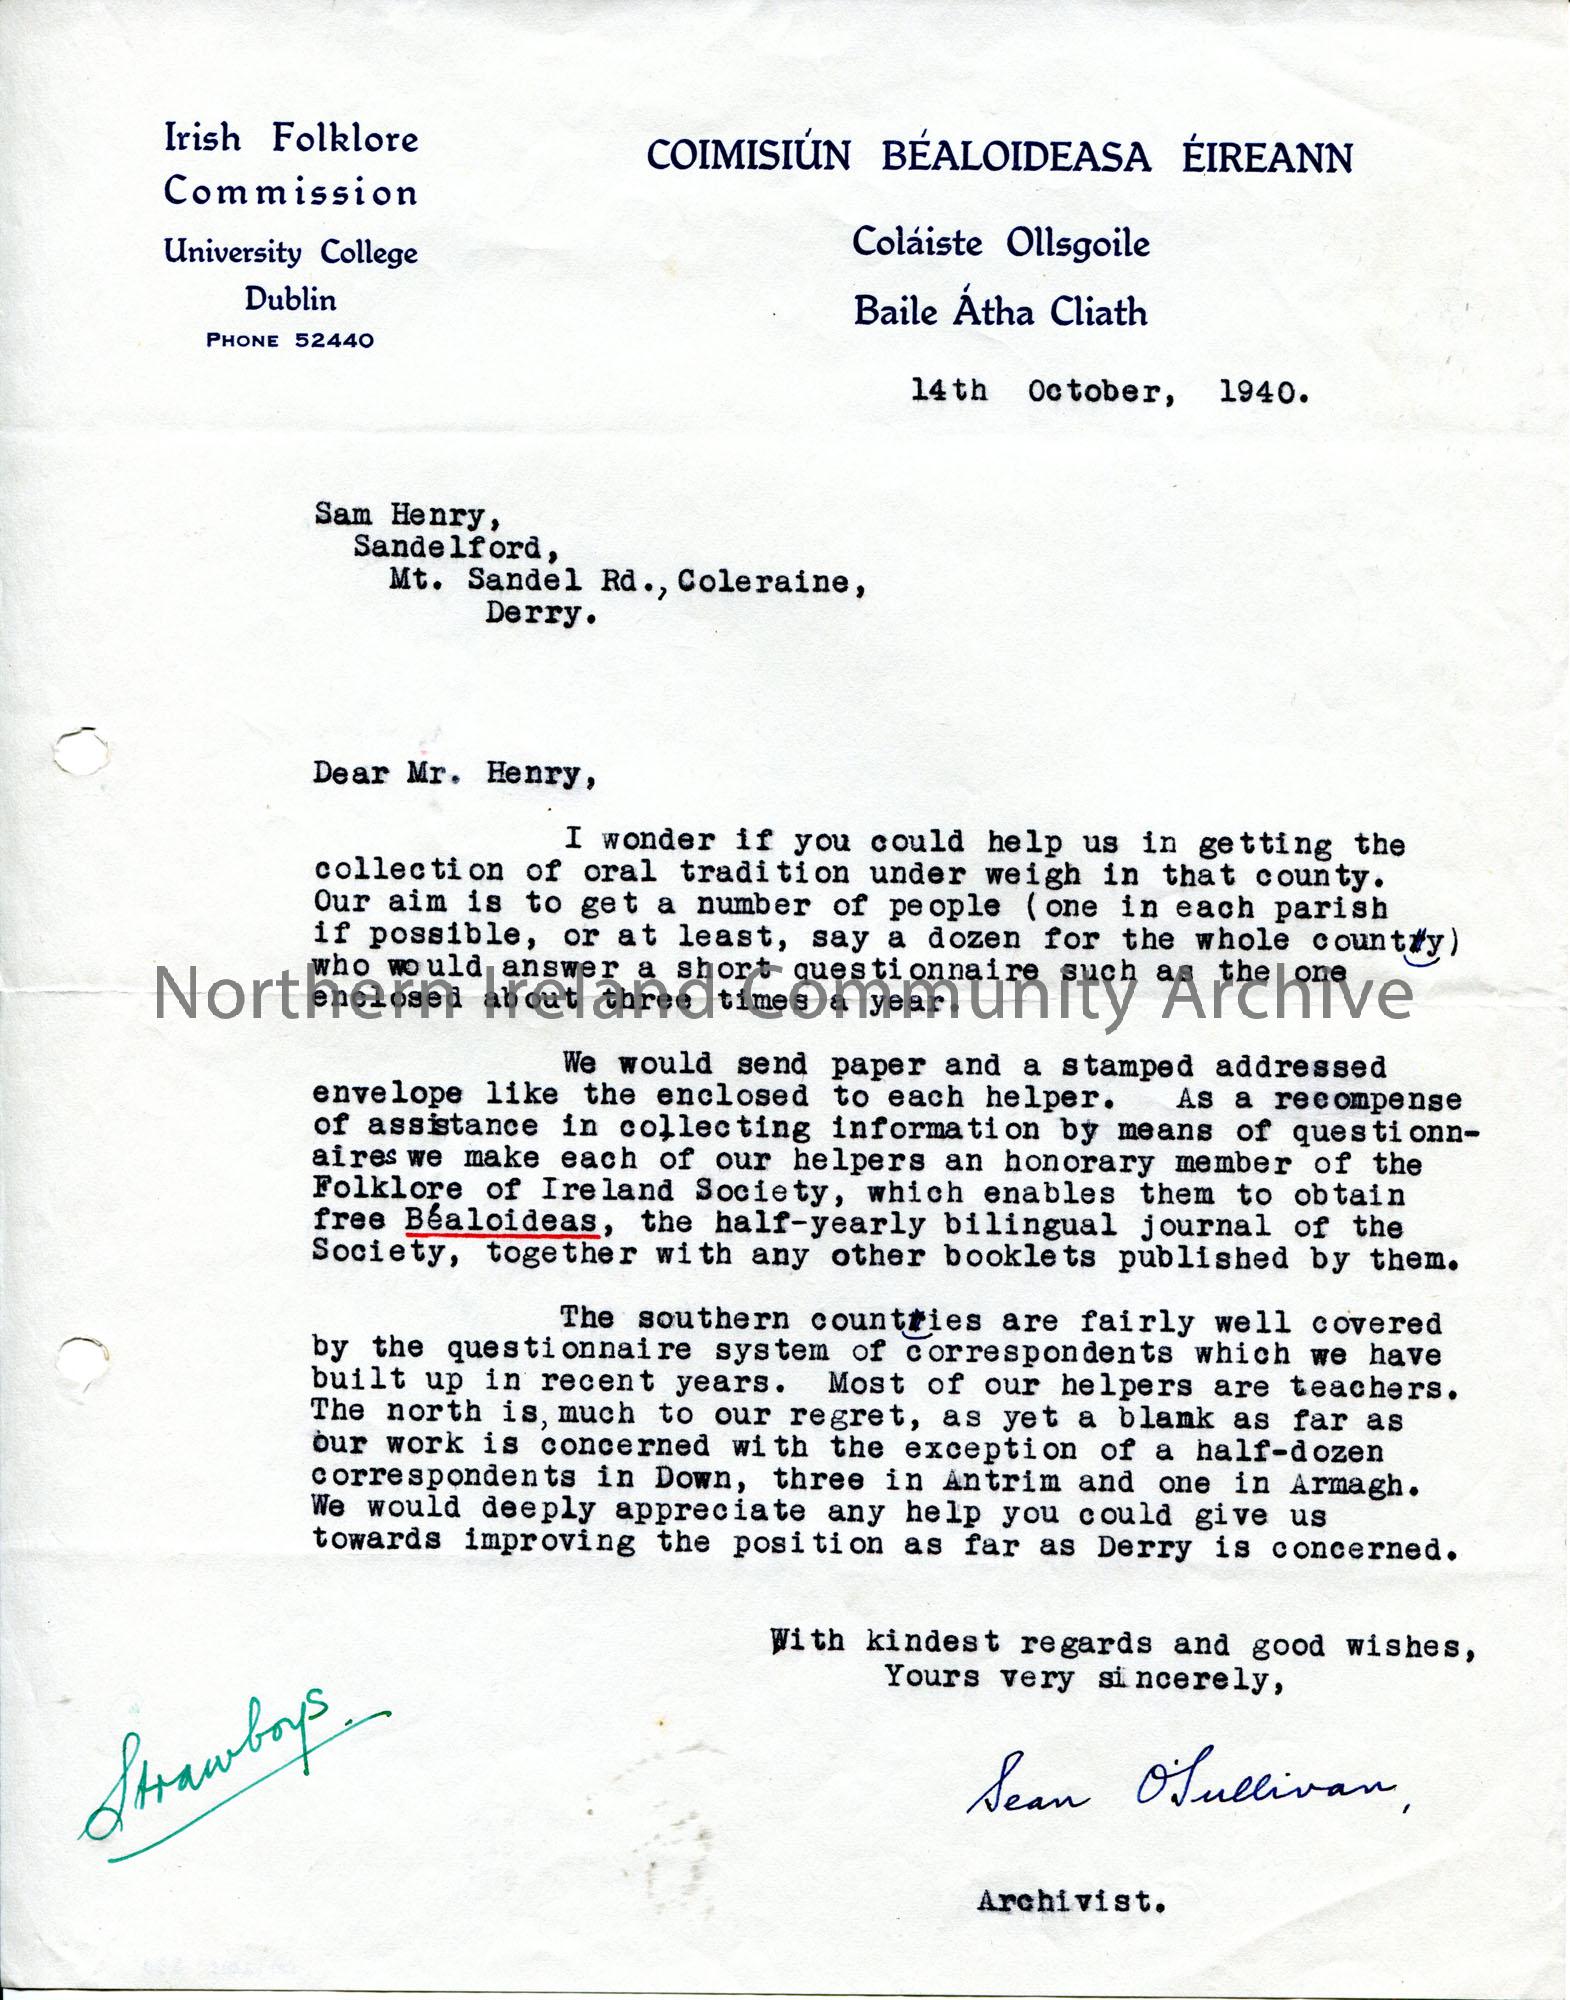 Irish Folklore
Commission
University College
Dublin
PHONE 52440
COIMISIÚN BÉALOIDEASA ÉIREANN
Coláiste Ollsgoile
Baile Átha Cliath
14th October, 1940.
Sam Henry,
Sandelford,
Mt. Sandel Rd., Coleraine,
Derry.
Dear Mr. Henry,
I wonder if you could help us in getting the
collection of oral tradition under weigh in that county.
Our aim is to get a number of people (one in each parish
if possible, or at least, say a dozen for the whole county)
who would answer a short questionnaire such as the one
enclosed about three times a year.
Northern Ireland Community Archive
We would send paper and a stamped addressed
envelope like the enclosed to each helper. As a recompense
of assistance in collecting information by means of questionn-
aires we make each of our helpers an honorary member of the
Folklore of Ireland Society, which enables them to obtain
free Béaloideas, the half-yearly bilingual journal of the
Society, together with any other booklets published by them.
The southern counties are fairly well covered
by the questionnaire system of correspondents which we have
built up in recent years. Most of our helpers are teachers.
The north is, much to our regret, as yet a blank as far as
our work is concerned with the exception of a half-dozen
correspondents in Down, three in Antrim and one in Armagh.
We would deeply appreciate any help you could give us
towards improving the position as far as Derry is concerned.
With kindest regards and good wishes,
Yours very sincerely,
Strawboys.
Sean O'Sullivan,
Archivist.